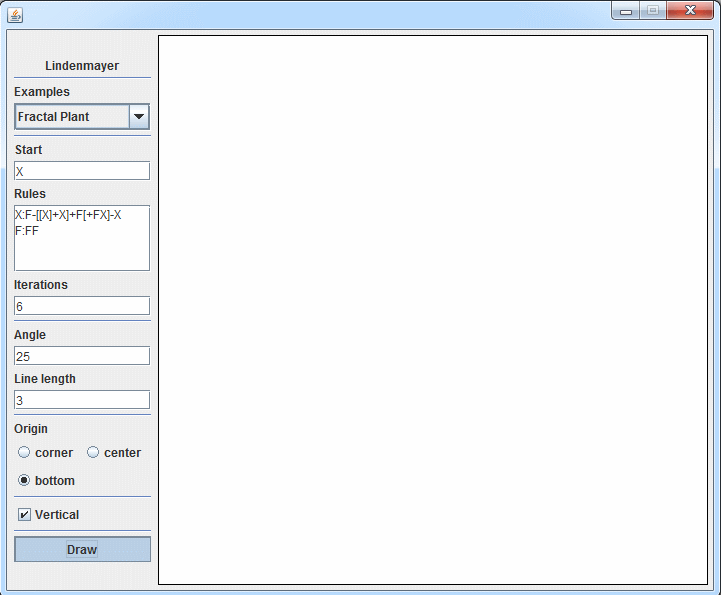 Lindenmayer
Examples
Fractal Plant
Start
X
Rules
X:F-[[X]+X]+F[+FX]-X
F:FF
Iterations
6
Angle
25
Line length
3
Origin
corner center
bottom
Vertical
Draw